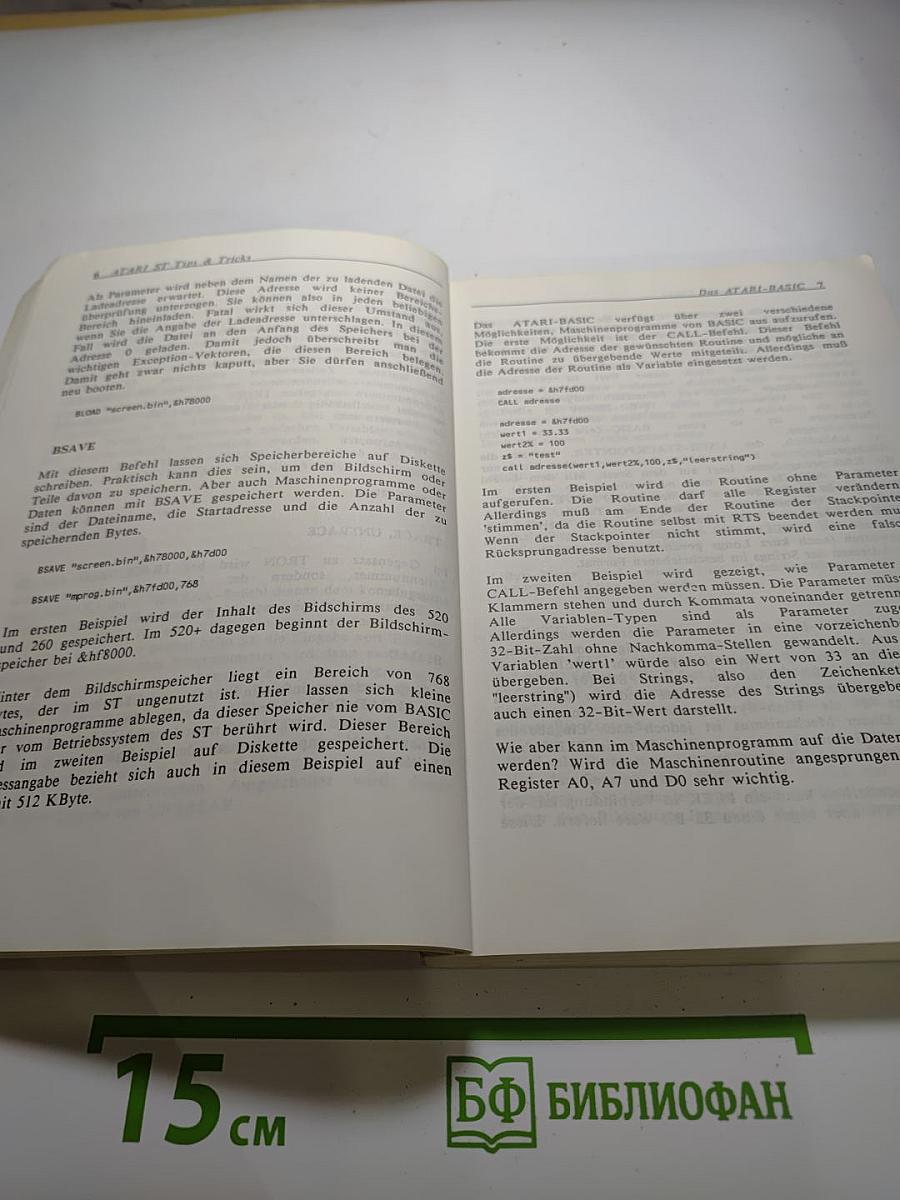 6 ATARI ST Tips & Tricks
Als Parameter wird neben dem Namen der zu ladenden Datei die
Ladeadresse erwartet. Diese Adresse wird keiner Bereichs-
überprüfung unterzogen. Sie können also in jeden beliebigen
Bereich hineinladen. Fatal wirkt sich dieser Umstand aus,
wenn Sie die Angabe der Ladeadresse unterschlagen. In diesem
Fall wird die Datei an den Anfang des Speichers bei der
Adresse 0 geladen. Damit jedoch überschreibt man die
wichtigen Exception-Vektoren, die diesen Bereich belegen.
Damit geht zwar nichts kaputt, aber Sie dürfen anschließend
neu booten.
BLOAD "screen.bin",&h78000
BSAVE
Mit diesem Befehl lassen sich Speicherbereiche auf Diskette
schreiben. Praktisch kann dies sein, um den Bildschirm oder
Teile davon zu speichern. Aber auch Maschinenprogramme oder
Daten können mit BSAVE gespeichert werden. Die Parameter
sind der Dateiname, die Startadresse und die Anzahl der zu
speichernden Bytes.
BSAVE "screen.bin",&h78000,&h7d00
BSAVE "mprog.bin",&h7fd00,768
Im ersten Beispiel wird der Inhalt des Bidschirms des 520
und 260 gespeichert. Im 520+ dagegen beginnt der Bildschirm-
speicher bei &hf8000.
inter dem Bildschirmspeicher liegt ein Bereich von 768
tes, der im ST ungenutzt ist. Hier lassen sich kleine
schinenprogramme ablegen, da dieser Speicher nie vom BASIC
r vom Betriebssystem des ST berührt wird. Dieser Bereich
d im zweiten Beispiel auf Diskette gespeichert. Die
essangabe bezieht sich auch in diesem Beispiel auf einen
it 512 KByte.
Das ATARI-BASIC 7
Das ATARI-BASIC verfügt über zwei verschiedene
Möglichkeiten, Maschinenprogramme von BASIC aus aufzurufen.
Die erste Möglichkeit ist der CALL-Befehl. Dieser Befehl
bekommt die Adresse der gewünschten Routine und mögliche an
die Routine zu übergebende Werte mitgeteilt. Allerdings muß
die Adresse der Routine als Variable eingesetzt werden.
adresse = &h7fd00
CALL adresse
adresse = &h7fd00
wert1 = 33.33
wert2% = 100
z$ = "test"
call adresse(wert1,wert2%,100,z$,"leerstring")
Im ersten Beispiel wird die Routine ohne Parameter
aufgerufen. Die Routine darf alle Register verändern
Allerdings muß am Ende der Routine der Stackpointe
'stimmen', da die Routine selbst mit RTS beendet werden mu
Wenn der Stackpointer nicht stimmt, wird eine falsc
Rücksprungadresse benutzt.
Im zweiten Beispiel wird gezeigt, wie Parameter
CALL-Befehl angegeben werden müssen. Die Parameter müs
Klammern stehen und durch Kommata voneinander getrenn
Alle Variablen-Typen sind als Parameter zug
Allerdings werden die Parameter in eine vorzeichenb
32-Bit-Zahl ohne Nachkomma-Stellen gewandelt. Aus
Variablen 'wert1' würde also ein Wert von 33 an die
übergeben. Bei Strings, also den Zeichenket
"leerstring") wird die Adresse des Strings übergebe
auch einen 32-Bit-Wert darstellt.
Wie aber kann im Maschinenprogramm auf die Daten
werden? Wird die Maschinenroutine angesprungen
Register A0, A7 und D0 sehr wichtig.
15 см
БФ БИБЛИОФАН